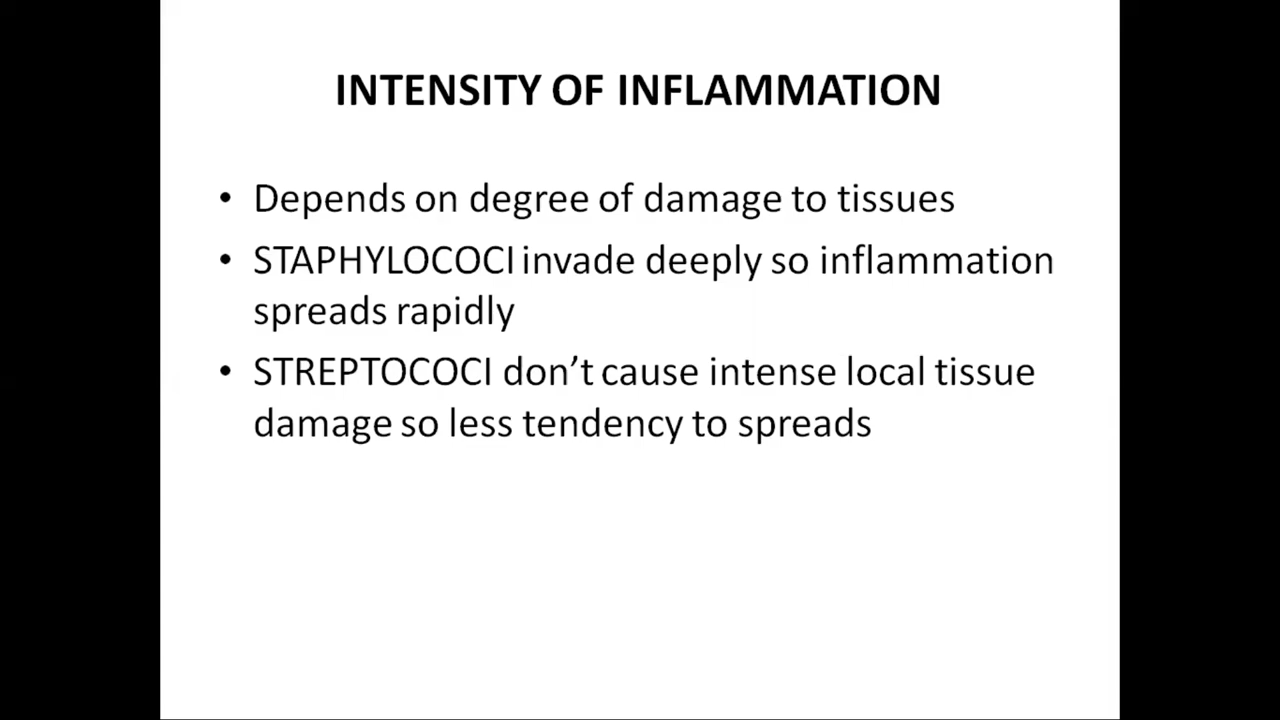 INTENSITY OF INFLAMMATION
• Depends on degree of damage to tissues
• STAPHYLOCOCI invade deeply so inflammation
spreads rapidly
• STREPTOCOCI don’t cause intense local tissue
damage so less tendency to spreads